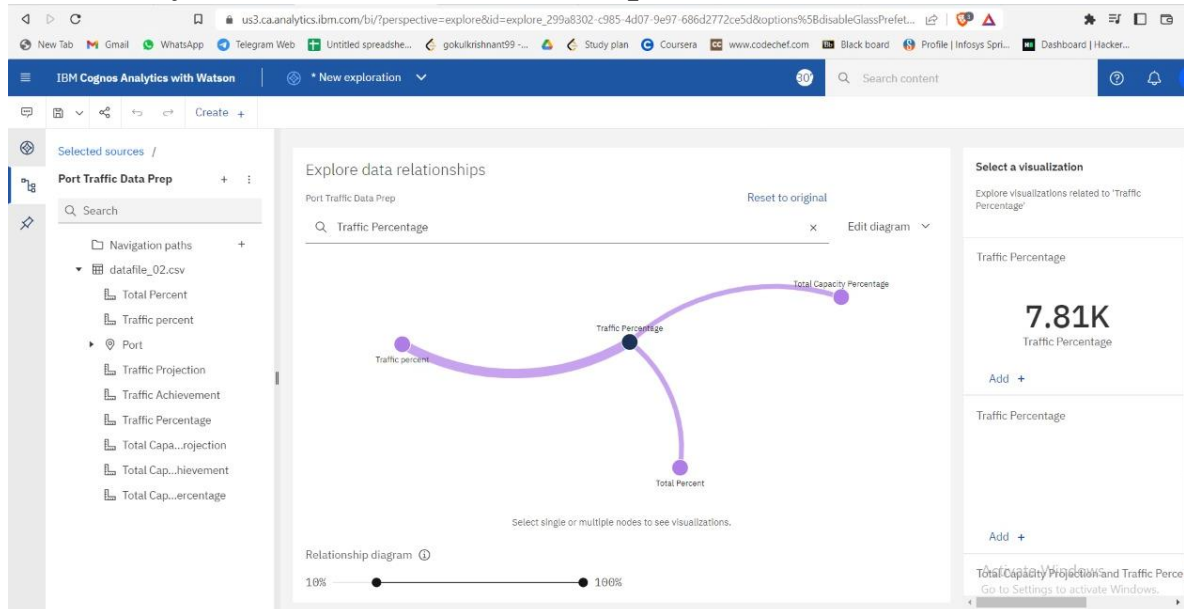 us3.ca.analytics.ibm.com/bi/?perspective=explore&id=explore_299a8302-c985-4d07-9e97-686d2772ce5d&options%5BdisableGlassPrefet...
New Tab Gmail WhatsApp Telegram Web Untitled spreadshe... gokulkrishnant99 -... Study plan Coursera www.codechef.com Black board Profile | Infosys Spri... Dashboard | Hacker...
IBM Cognos Analytics with Watson * New exploration 30 Search content
Create +
Selected sources /
Port Traffic Data Prep + :
Search
Navigation paths +
datafile_02.csv
Total Percent
Traffic percent
Port
Traffic Projection
Traffic Achievement
Traffic Percentage
Total Capa...rojection
Total Cap...hievement
Total Cap...ercentage
Explore data relationships
Port Traffic Data Prep Reset to original
Traffic Percentage × Edit diagram
Total Capacity Percentage
Traffic Percentage
Traffic percent
Total Percent
Select single or multiple nodes to see visualizations.
Relationship diagram
10% 100%
Select a visualization
Explore visualizations related to 'Traffic
Percentage'
Traffic Percentage
7.81K
Traffic Percentage
Add +
Traffic Percentage
Add +
Total Capacity Projection and Traffic Perce
Activate Windows
Go to Settings to activate Windows.